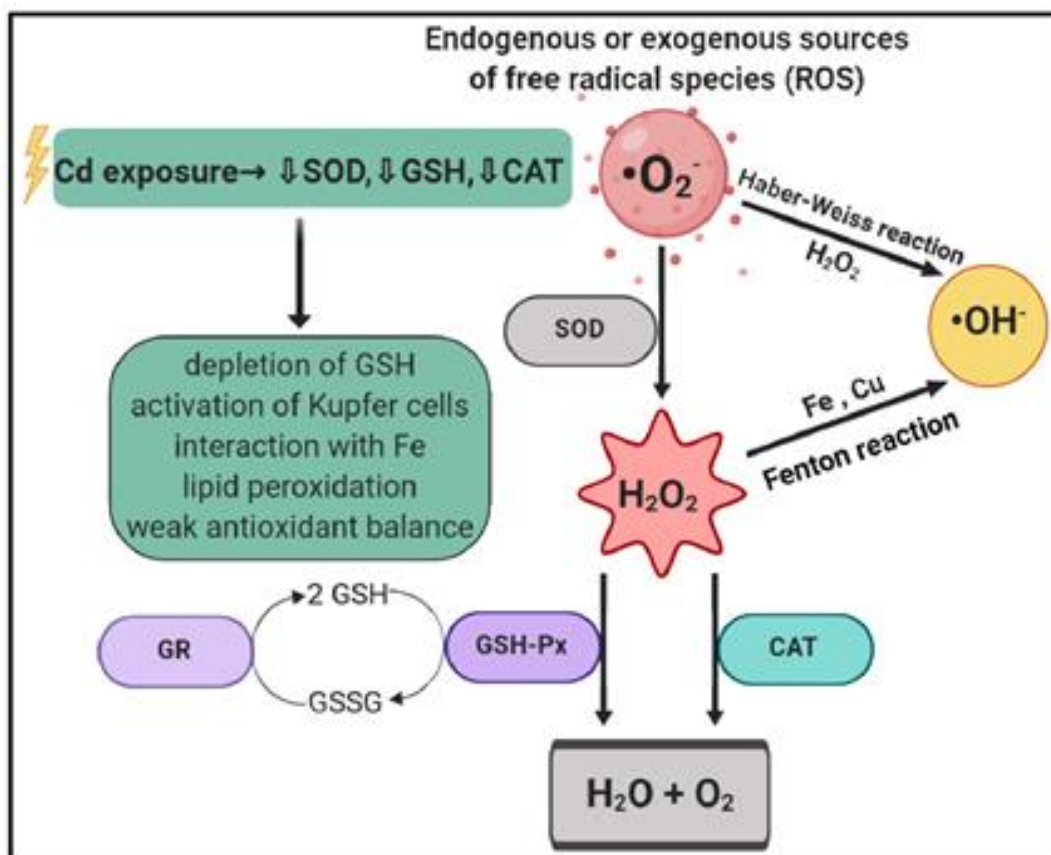 Endogenous or exogenous sources
of free radical species (ROS)
Cd exposure→ ⇩SOD,⇩GSH,⇩CAT
•O₂⁻
Haber-Weiss reaction
H₂O₂
•OH⁻
SOD
depletion of GSH
activation of Kupfer cells
interaction with Fe
lipid peroxidation
weak antioxidant balance
Fe , Cu
Fenton reaction
H₂O₂
2 GSH
GR
GSH-Px
CAT
GSSG
H₂O + O₂